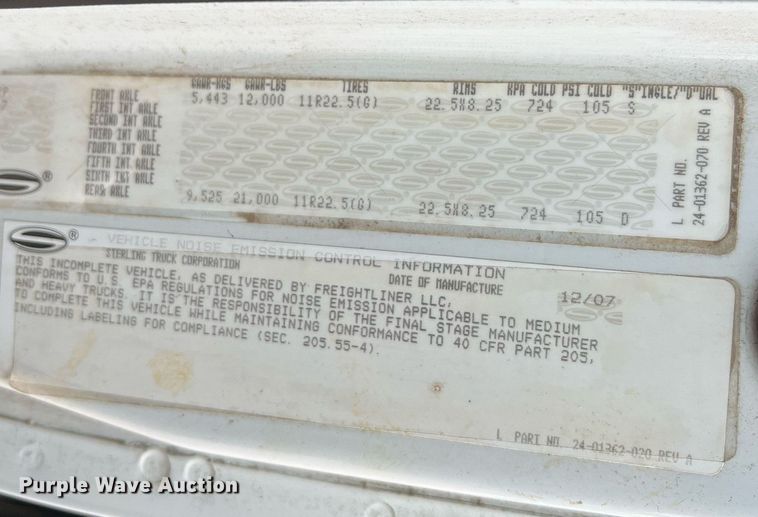 GAWR-KGS GAWR-LBS TIRES RIMS KPA COLD PSI COLD "S"INGLE/"D"UAL
FRONT AXLE 5,443 12,000 11R22.5(G) 22.5X8.25 724 105 S
FIRST INT AXLE
SECOND INT AXLE
THIRD INT AXLE
FOURTH INT AXLE
FIFTH INT AXLE
SIXTH INT AXLE
REAR AXLE 9,525 21,000 11R22.5(G) 22.5X8.25 724 105 D
L PART NO.
24-01362-070 REV A
®
®
VEHICLE NOISE EMISSION CONTROL INFORMATION
STERLING TRUCK CORPORATION DATE OF MANUFACTURE 12/07
THIS INCOMPLETE VEHICLE, AS DELIVERED BY FREIGHTLINER LLC,
CONFORMS TO U.S. EPA REGULATIONS FOR NOISE EMISSION APPLICABLE TO MEDIUM
AND HEAVY TRUCKS. IT IS THE RESPONSIBILITY OF THE FINAL STAGE MANUFACTURER
TO COMPLETE THIS VEHICLE WHILE MAINTAINING CONFORMANCE TO 40 CFR PART 205,
INCLUDING LABELING FOR COMPLIANCE (SEC. 205.55-4).
L PART NO. 24-01362-020 REV A
Purple Wave Auction